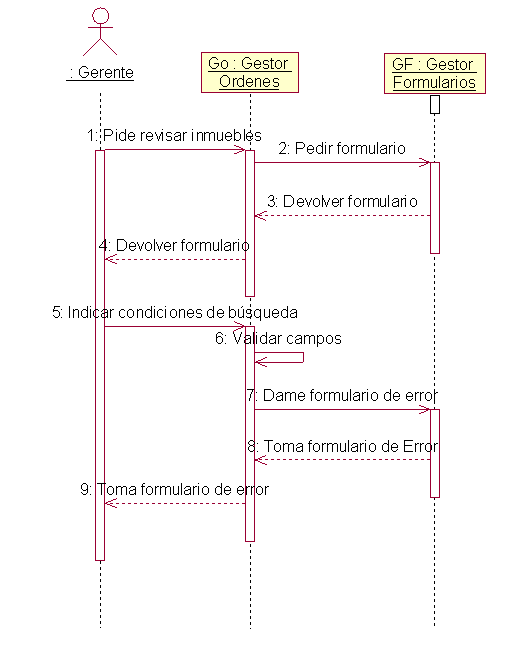 : Gerente
Go : Gestor
Ordenes
GF : Gestor
Formularios
1: Pide revisar inmuebles
2: Pedir formulario
3: Devolver formulario
4: Devolver formulario
5: Indicar condiciones de búsqueda
6: Validar campos
7: Dame formulario de error
8: Toma formulario de Error
9: Toma formulario de error